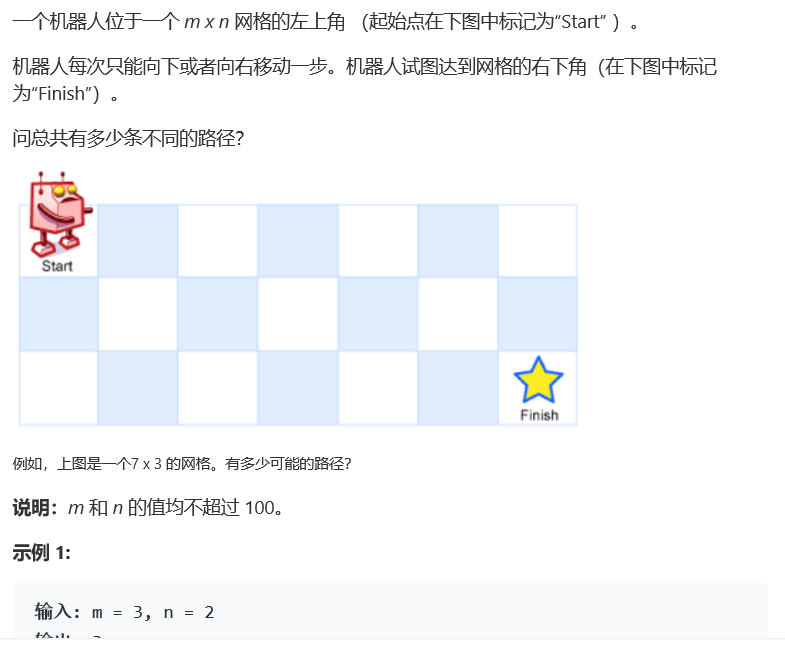 一个机器人位于一个 m x n 网格的左上角 （起始点在下图中标记为“Start” ）。
机器人每次只能向下或者向右移动一步。机器人试图达到网格的右下角（在下图中标记
为“Finish”）。
问总共有多少条不同的路径？
Start
Finish
例如，上图是一个7 x 3 的网格。有多少可能的路径？
说明：m 和 n 的值均不超过 100。
示例 1:
输入: m = 3, n = 2